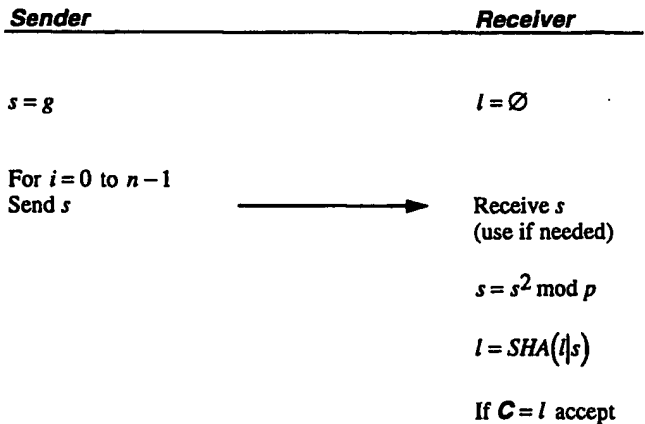 Sender Receiver
s = g l = ∅
For i = 0 to n − 1
Send s Receive s
(use if needed)
s = s² mod p
l = SHA(l|s)
If C = l accept